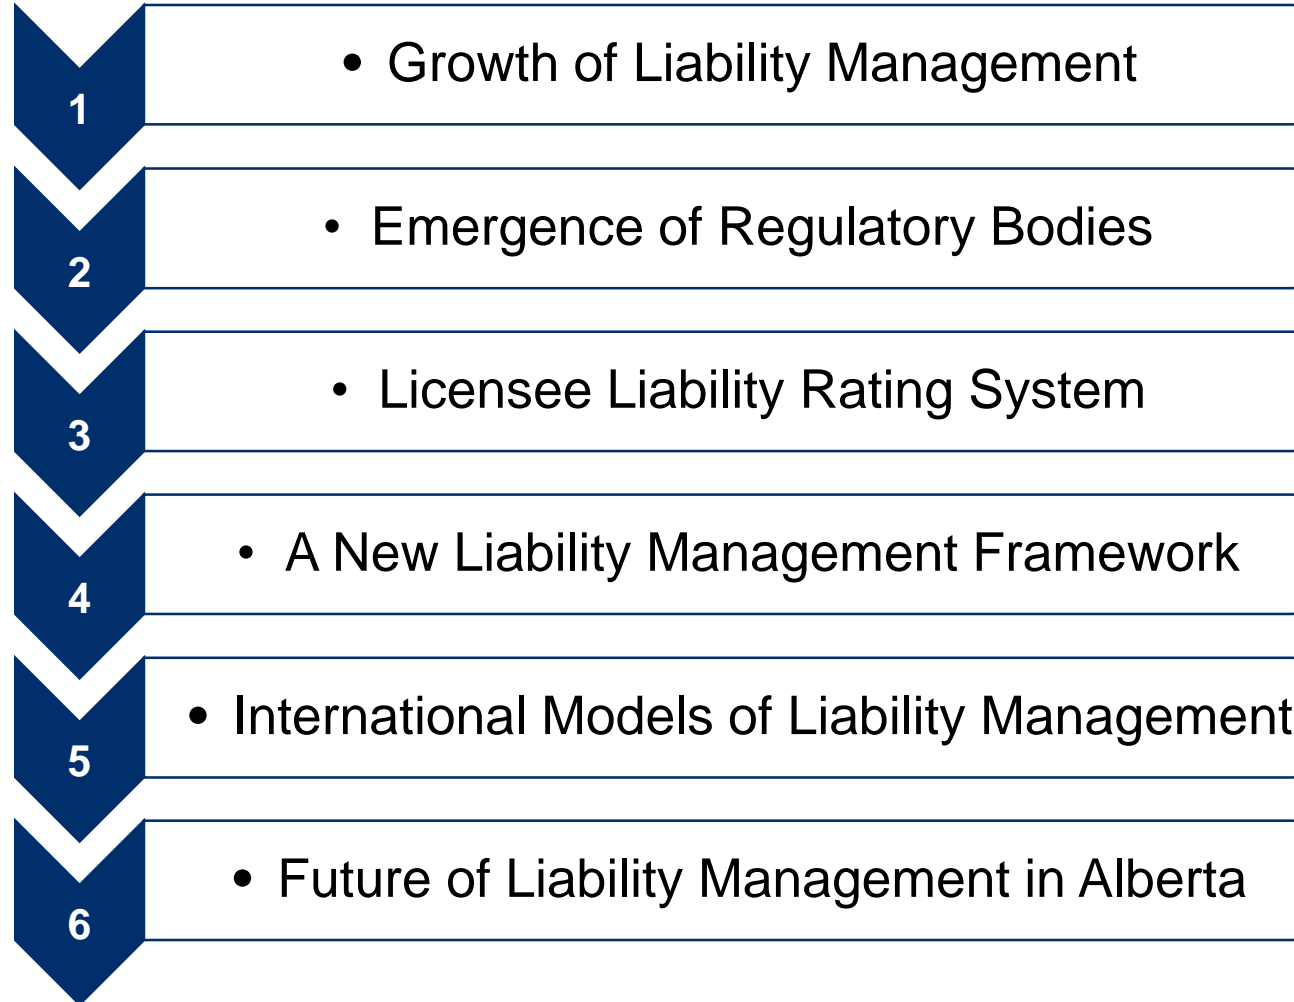 1
• Growth of Liability Management
2
• Emergence of Regulatory Bodies
3
• Licensee Liability Rating System
4
• A New Liability Management Framework
5
• International Models of Liability Management
6
• Future of Liability Management in Alberta